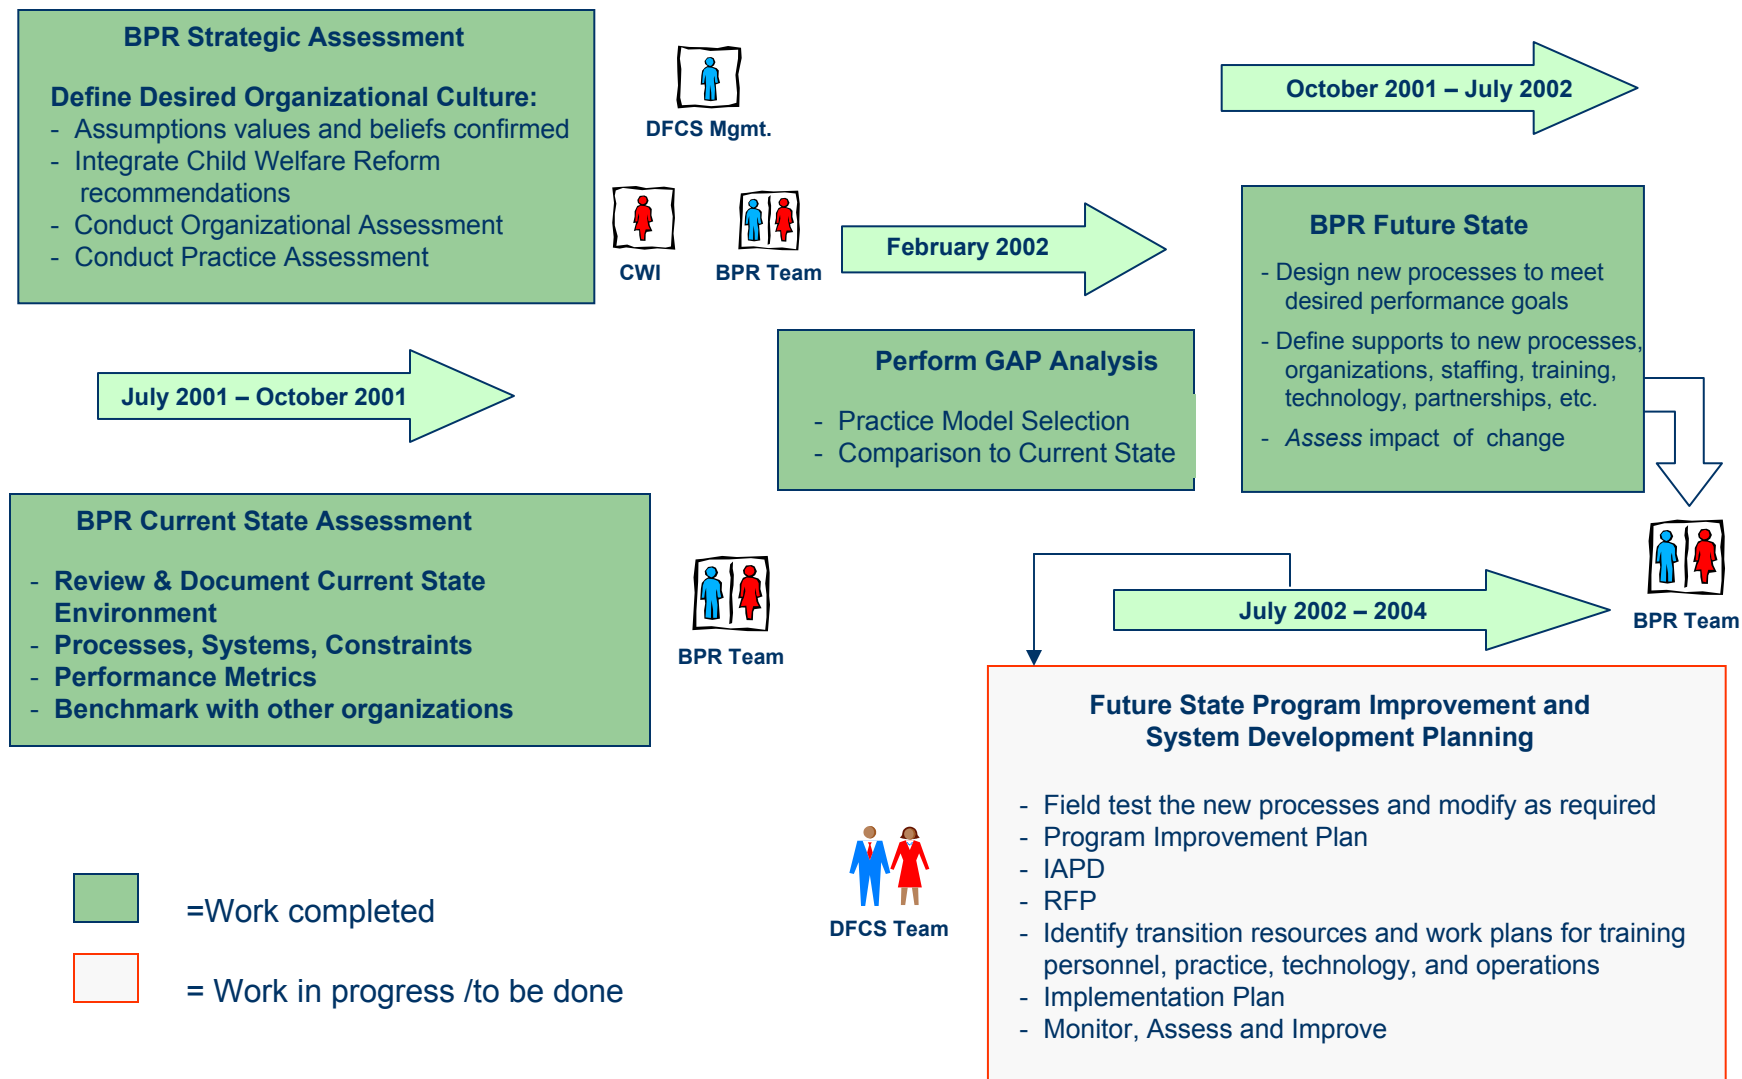 BPR Strategic Assessment
Define Desired Organizational Culture:
- Assumptions values and beliefs confirmed
- Integrate Child Welfare Reform
recommendations
- Conduct Organizational Assessment
- Conduct Practice Assessment
DFCS Mgmt.
CWI
BPR Team
October 2001 – July 2002
February 2002
July 2001 – October 2001
BPR Future State
- Design new processes to meet
desired performance goals
- Define supports to new processes,
organizations, staffing, training,
technology, partnerships, etc.
- Assess impact of change
Perform GAP Analysis
- Practice Model Selection
- Comparison to Current State
BPR Current State Assessment
- Review & Document Current State
Environment
- Processes, Systems, Constraints
- Performance Metrics
- Benchmark with other organizations
BPR Team
July 2002 – 2004
BPR Team
Future State Program Improvement and
System Development Planning
- Field test the new processes and modify as required
- Program Improvement Plan
- IAPD
- RFP
- Identify transition resources and work plans for training
personnel, practice, technology, and operations
- Implementation Plan
- Monitor, Assess and Improve
DFCS Team
=Work completed
= Work in progress /to be done